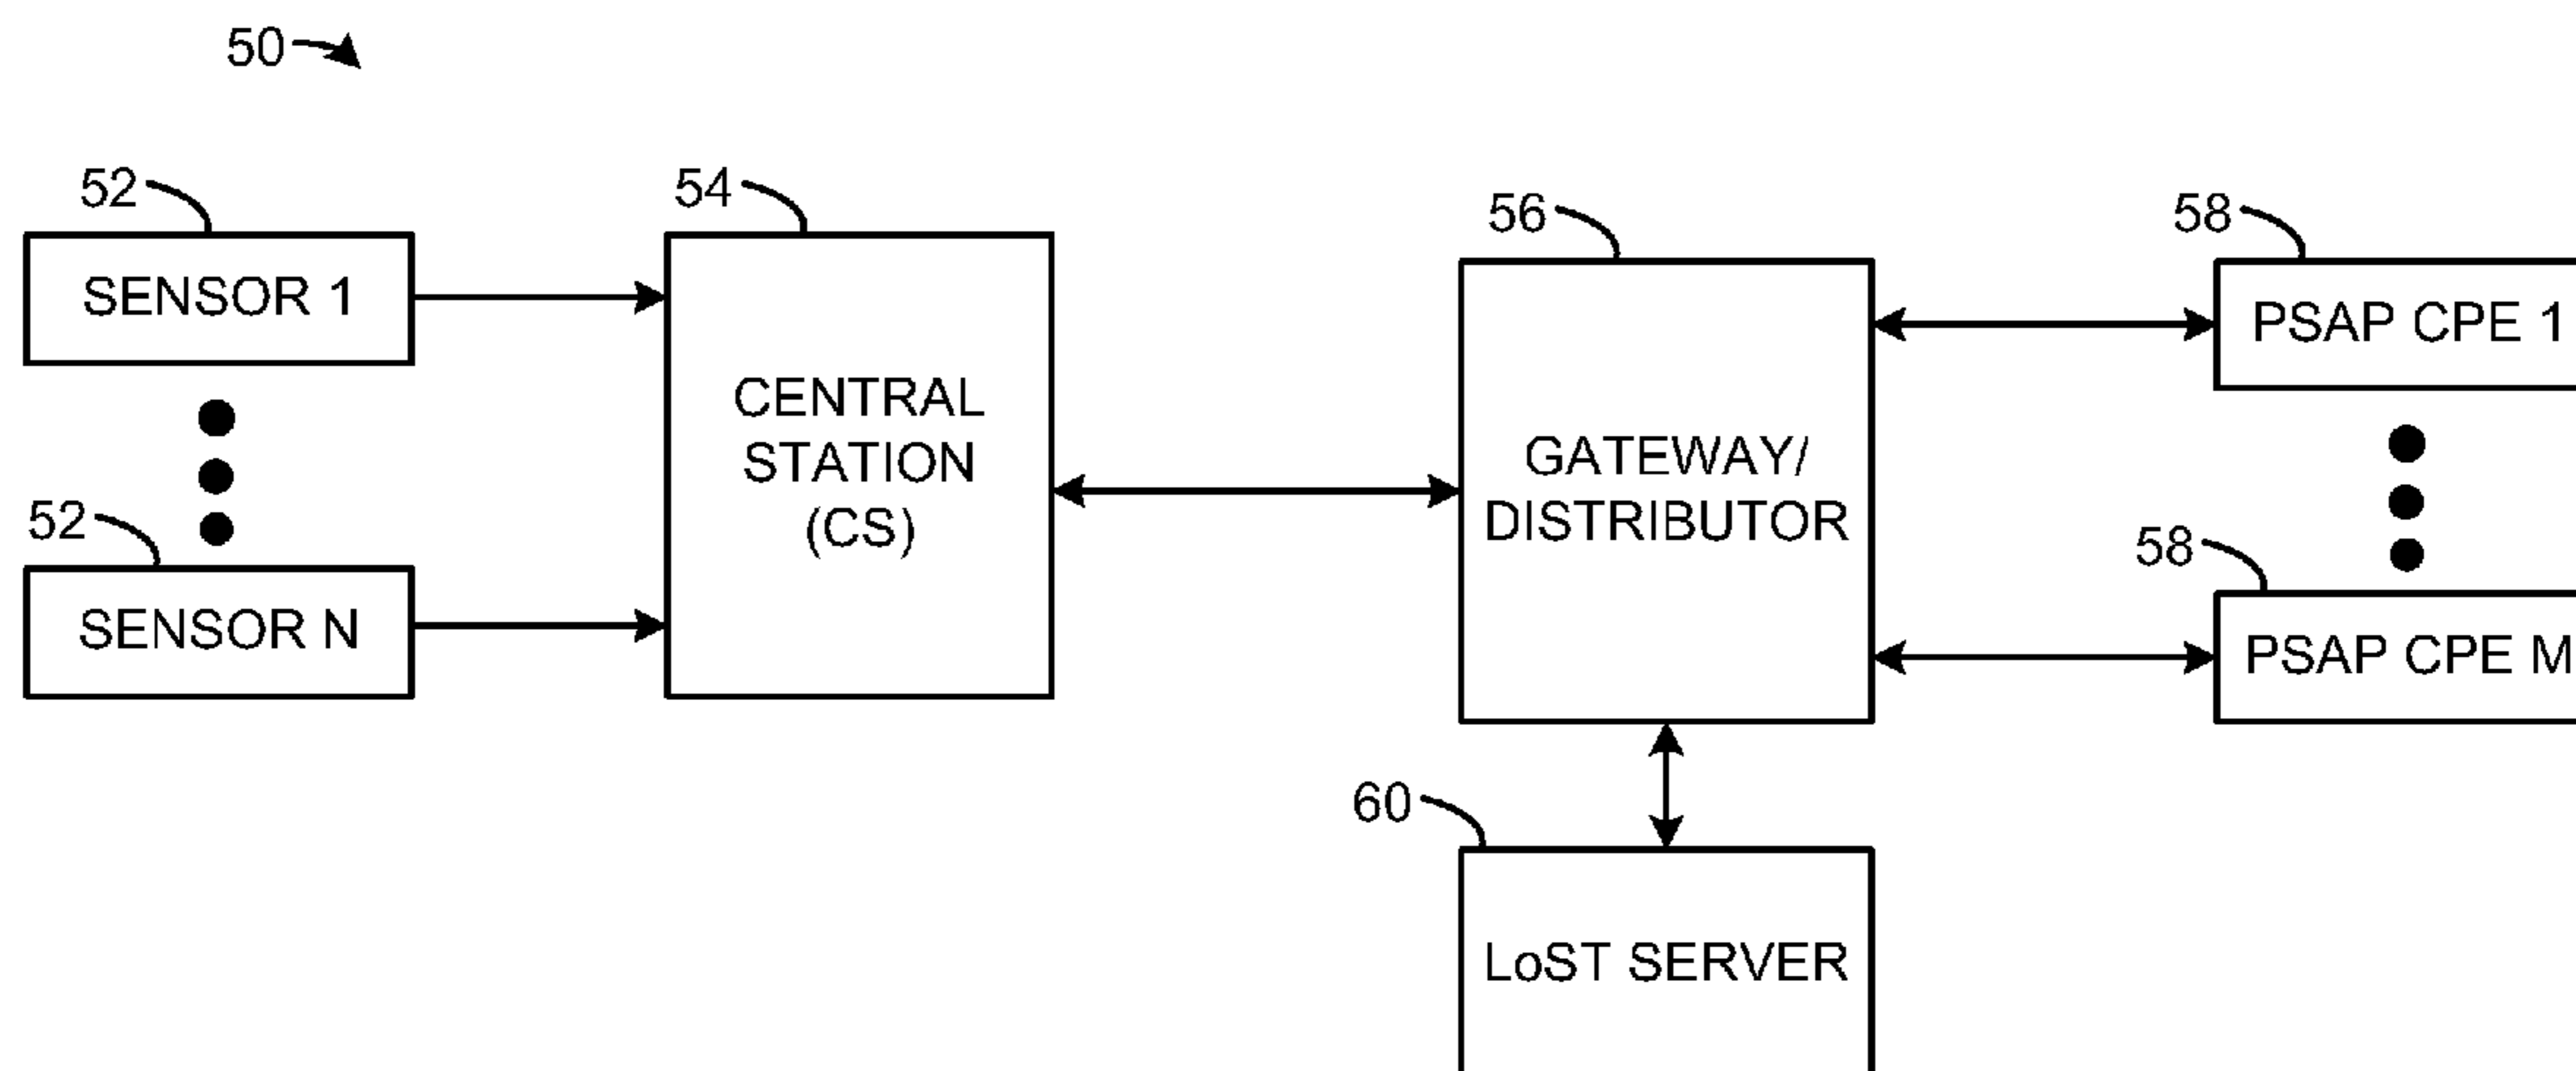 50
52
54
56
58
SENSOR 1
PSAP CPE 1
CENTRAL
STATION
(CS)
GATEWAY/
DISTRIBUTOR
52
58
SENSOR N
PSAP CPE M
60
LoST SERVER